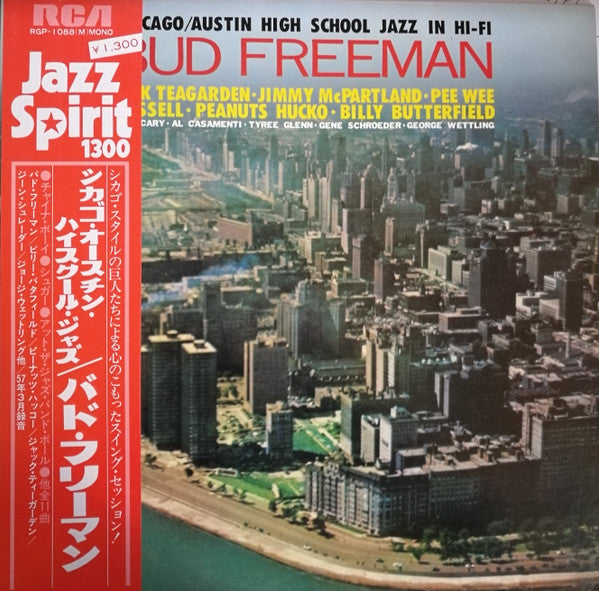 RCA
RGP-1088(M)MONO
¥1,300
Jazz
Spirit
1300
シカゴ・スタイルの巨人たちによる心のこもったスイング・セッション!
シカゴ・オースチン・
ハイスクール・ジャズ/バド・フリーマン
●チャイナ・ボーイ●シュガー●アット・ザ・ジャズ・バンド・ボール●他全11曲
バド・フリーマン/ビリー・バタフィールド/ピーナッツ・ハッコー/ジャック・ティーガーデン/
ジーン・シュレーダー/ジョージ・ウェットリング他/57年3月録音
CAGO/AUSTIN HIGH SCHOOL JAZZ IN HI-FI
BUD FREEMAN
K TEAGARDEN·JIMMY McPARTLAND·PEE WEE
SSELL·PEANUTS HUCKO·BILLY BUTTERFIELD
CARY·AL CASAMENTI·TYREE GLENN·GENE SCHROEDER·GEORGE WETTLING